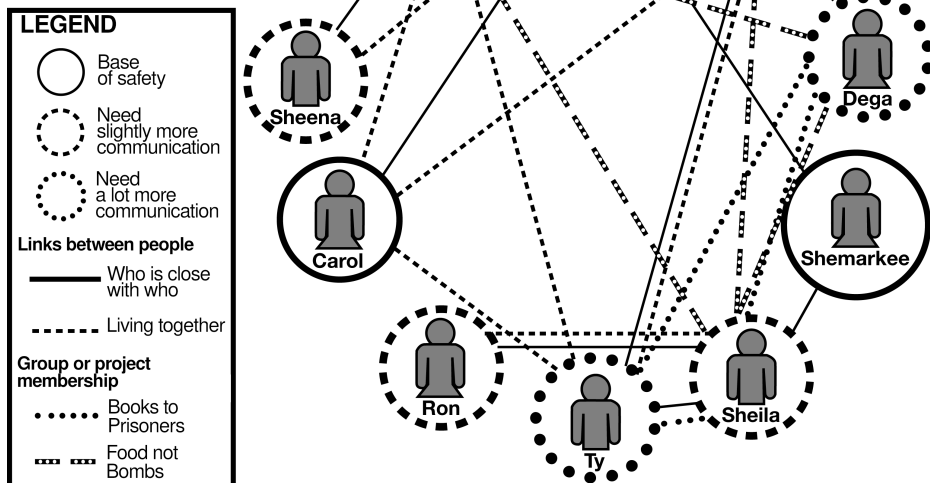 LEGEND
Base
of safety
Need
slightly more
communication
Need
a lot more
communication
Links between people
Who is close
with who
Living together
Group or project
membership
Books to
Prisoners
Food not
Bombs
Sheena
Dega
Carol
Shemarkee
Ron
Sheila
Ty